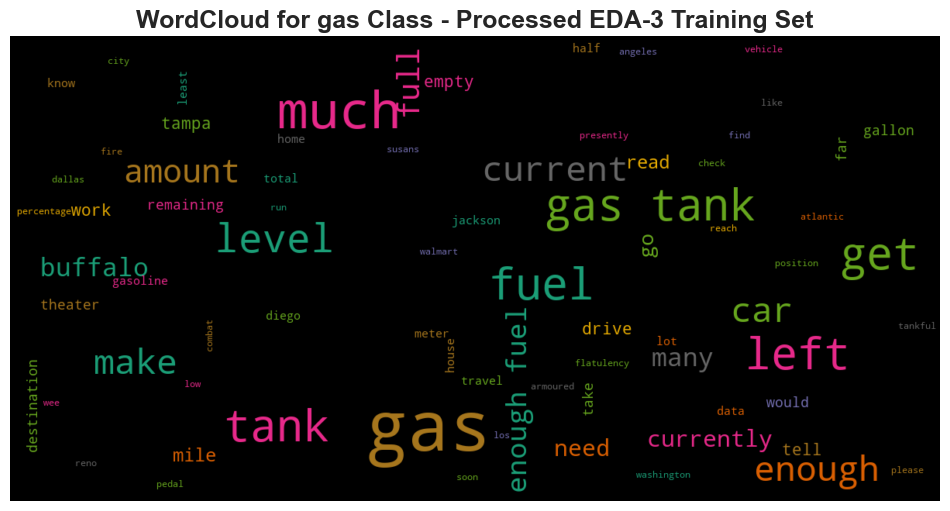 WordCloud for gas Class - Processed EDA-3 Training Set
city
know
least
much
full
empty
half
angeles
vehicle
like
tampa
home
susans
presently
find
far
gallon
fire
dallas
amount
total
current
read
check
percentage
work
remaining
run
jackson
gas tank
reach
atlantic
level
walmart
go
get
buffalo
gasoline
fuel
position
theater
diego
car
tankful
combat
meter
house
drive
lot
make
many
left
low
travel
enough fuel
flatulency
armoured
take
destination
wee
would
data
tank
gas
los
need
currently
tell
reno
mile
pedal
soon
washington
enough
please